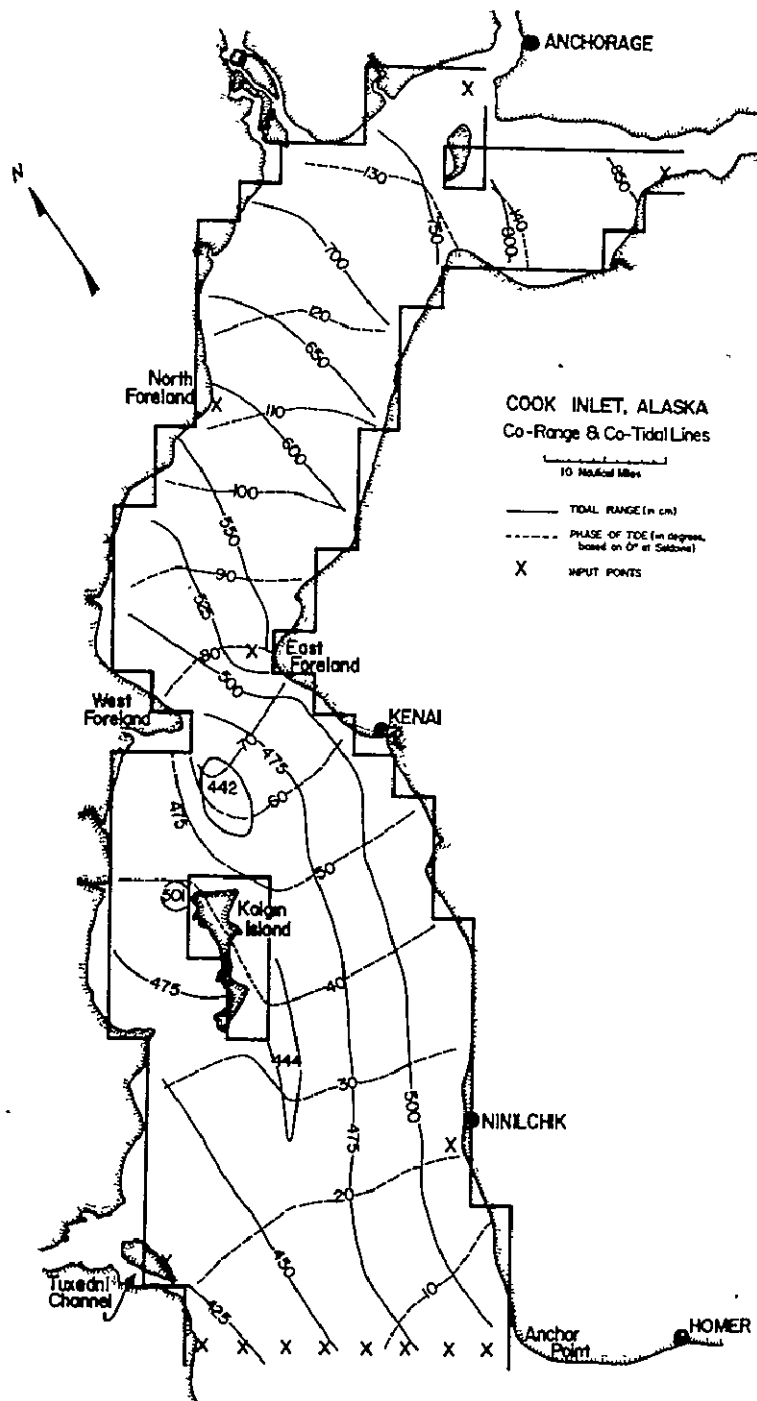 ANCHORAGE
X
N
130
750
800
140
850
X
700
120
650
North
Foreland
X
110
600
COOK INLET, ALASKA
Co-Range & Co-Tidal Lines
10 Nautical Miles
TIDAL RANGE (in cm)
PHASE OF TIDE (in degrees,
based on 0° at Seldovia)
X INPUT POINTS
100
550
90
525
80
X
East
Foreland
500
West
Foreland
KENAI
70
475
442
60
475
50
501
Kalgin
Island
475
40
444
30
500
NINILCHIK
475
X
20
450
X
Tuxedni
Channel
10
425
Anchor
Point
HOMER
X X X X X X X X